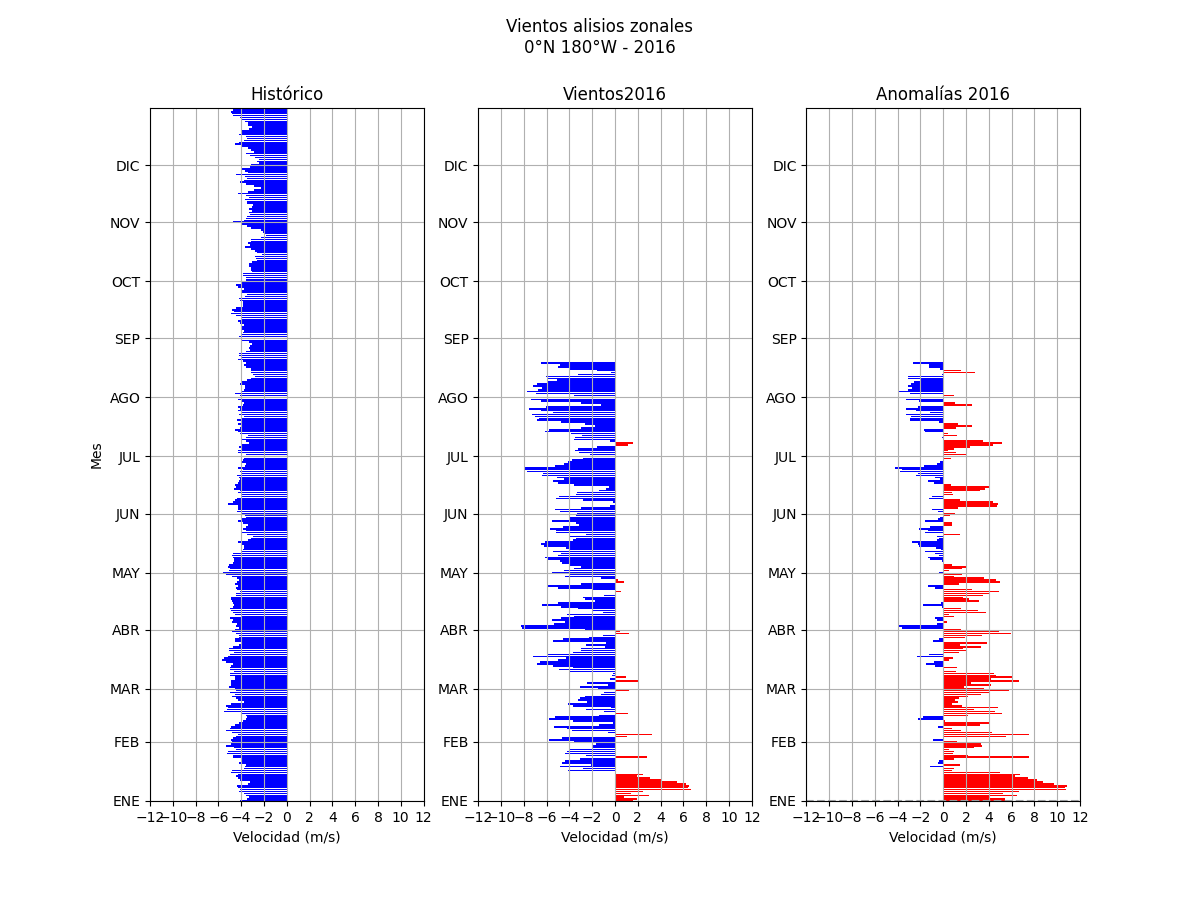 Vientos alisios zonales
0°N 180°W - 2016
Histórico
Vientos2016
Anomalías 2016
Mes
DIC
NOV
OCT
SEP
AGO
JUL
JUN
MAY
ABR
MAR
FEB
ENE
−12 −10 −8 −6 −4 −2 0 2 4 6 8 10 12
Velocidad (m/s)
DIC
NOV
OCT
SEP
AGO
JUL
JUN
MAY
ABR
MAR
FEB
ENE
−12 −10 −8 −6 −4 −2 0 2 4 6 8 10 12
Velocidad (m/s)
DIC
NOV
OCT
SEP
AGO
JUL
JUN
MAY
ABR
MAR
FEB
ENE
−12 −10 −8 −6 −4 −2 0 2 4 6 8 10 12
Velocidad (m/s)